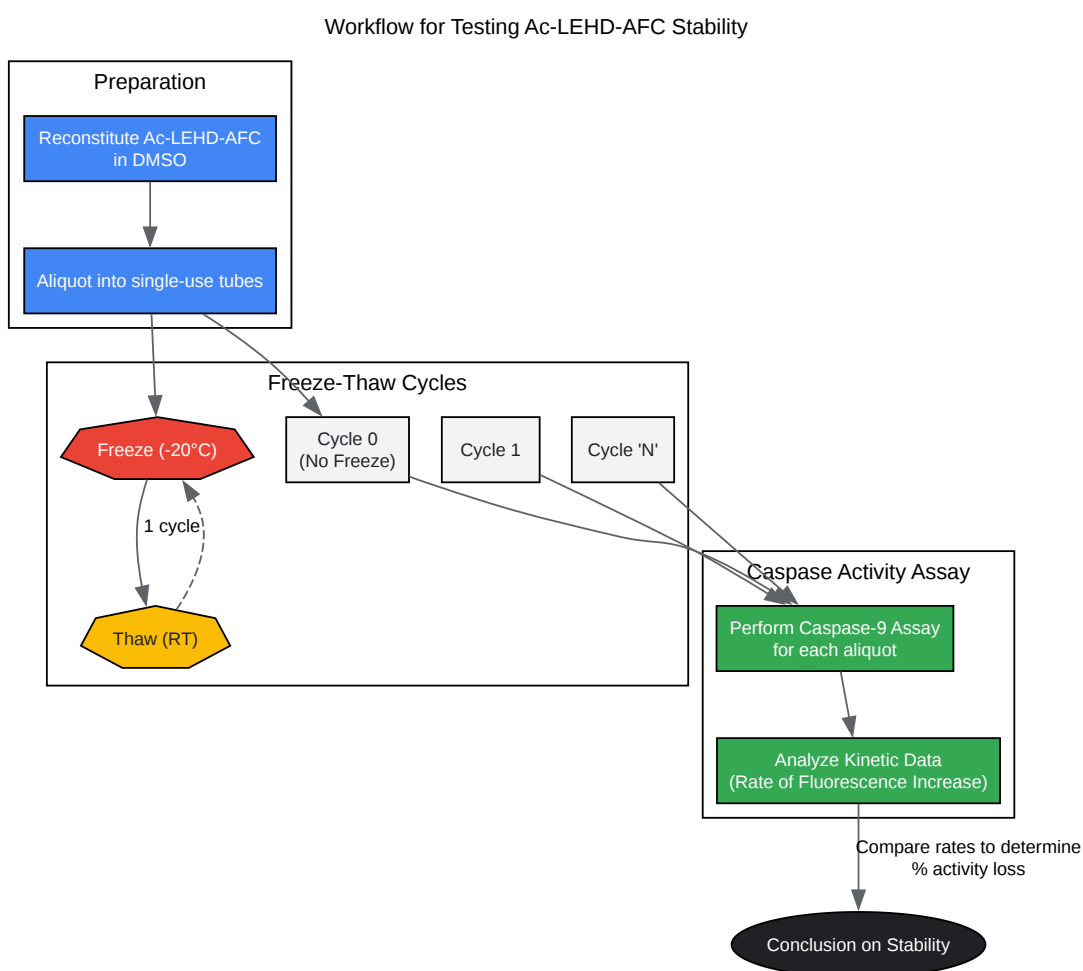 Workflow for Testing Ac-LEHD-AFC Stability
Preparation
Reconstitute Ac-LEHD-AFC
in DMSO
Aliquot into single-use tubes
Freeze-Thaw Cycles
Freeze (-20°C)
Cycle 0
(No Freeze)
Cycle 1
Cycle 'N'
1 cycle
Thaw (RT)
Caspase Activity Assay
Perform Caspase-9 Assay
for each aliquot
Analyze Kinetic Data
(Rate of Fluorescence Increase)
Compare rates to determine
% activity loss
Conclusion on Stability